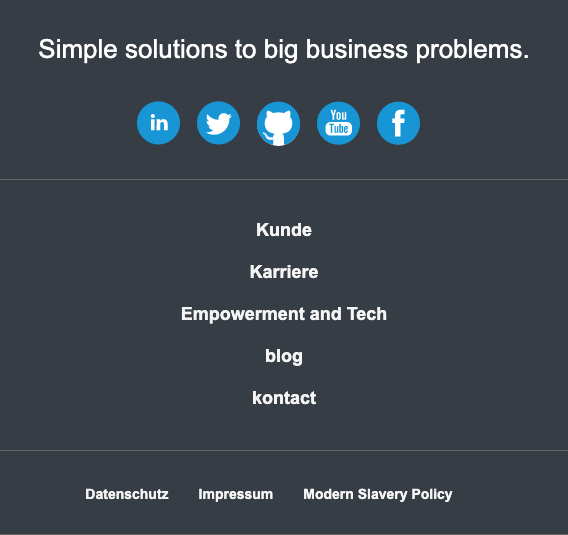 Simple solutions to big business problems.
in
You
Tube
f
Kunde
Karriere
Empowerment and Tech
blog
kontact
Datenschutz Impressum Modern Slavery Policy